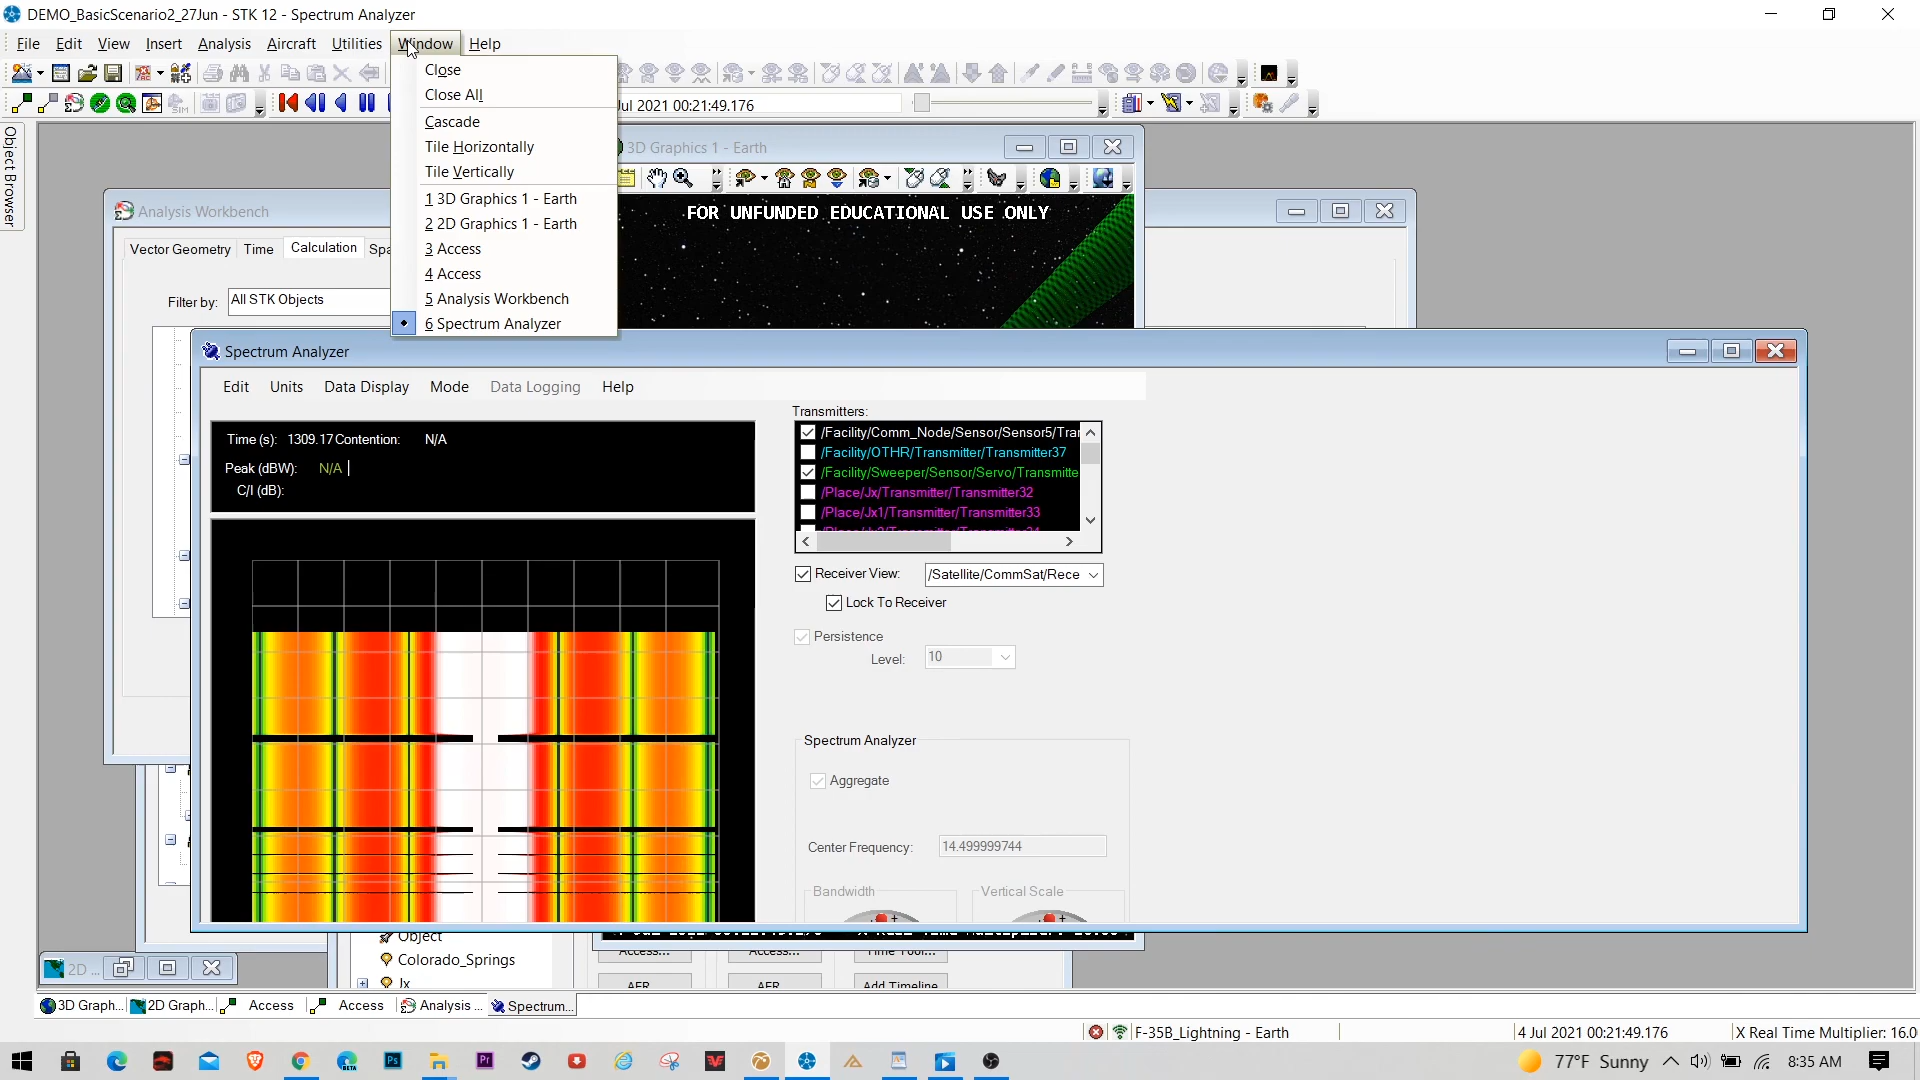 DEMO_BasicScenario2_27Jun - STK 12 - Spectrum Analyzer
File Edit View Insert Analysis Aircraft Utilities Window Help
Close
Close All
Cascade
Tile Horizontally
Tile Vertically
1 3D Graphics 1 - Earth
2 2D Graphics 1 - Earth
3 Access
4 Access
5 Analysis Workbench
6 Spectrum Analyzer
Jul 2021 00:21:49.176
Object Browser
3D Graphics 1 - Earth
FOR UNFUNDED EDUCATIONAL USE ONLY
Analysis Workbench
Vector Geometry Time Calculation Spa
Filter by: All STK Objects
Spectrum Analyzer
Edit Units Data Display Mode Data Logging Help
Time (s): 1309.17 Contention: N/A
Peak (dBW): N/A
C/I (dB):
Transmitters:
/Facility/Comm_Node/Sensor/Sensor5/Tra
/Facility/OTHR/Transmitter/Transmitter37
/Facility/Sweeper/Sensor/Servo/Transmitte
/Place/Jx/Transmitter/Transmitter32
/Place/Jx1/Transmitter/Transmitter33
Receiver View: /Satellite/CommSat/Rece
Lock To Receiver
Persistence
Level: 10
Spectrum Analyzer
Aggregate
Center Frequency: 14.499999744
Bandwidth Vertical Scale
Object
Colorado_Springs
Jx
Access... Access... Time Tool...
AER... AER... Add Timeline
2D ...
3D Graph... 2D Graph... Access Access Analysis ... Spectrum...
F-35B_Lightning - Earth 4 Jul 2021 00:21:49.176 X Real Time Multiplier: 16.0
77°F Sunny 8:35 AM